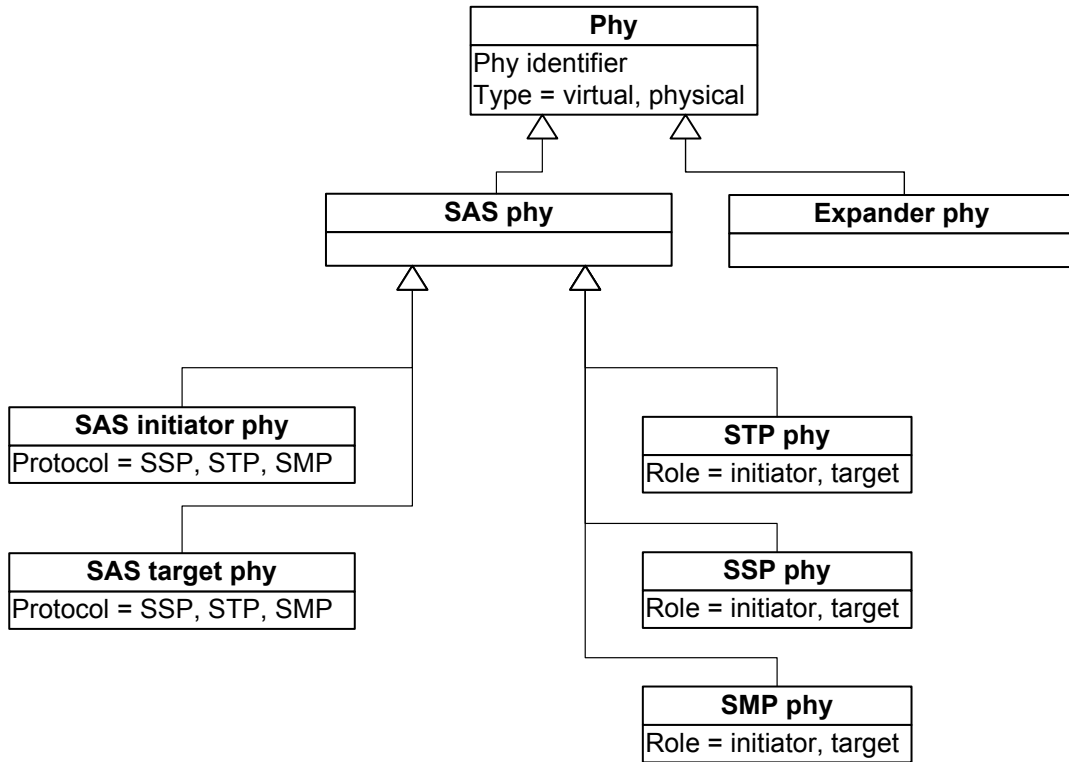 Phy
Phy identifier
Type = virtual, physical
SAS phy
Expander phy
SAS initiator phy
Protocol = SSP, STP, SMP
STP phy
Role = initiator, target
SAS target phy
Protocol = SSP, STP, SMP
SSP phy
Role = initiator, target
SMP phy
Role = initiator, target